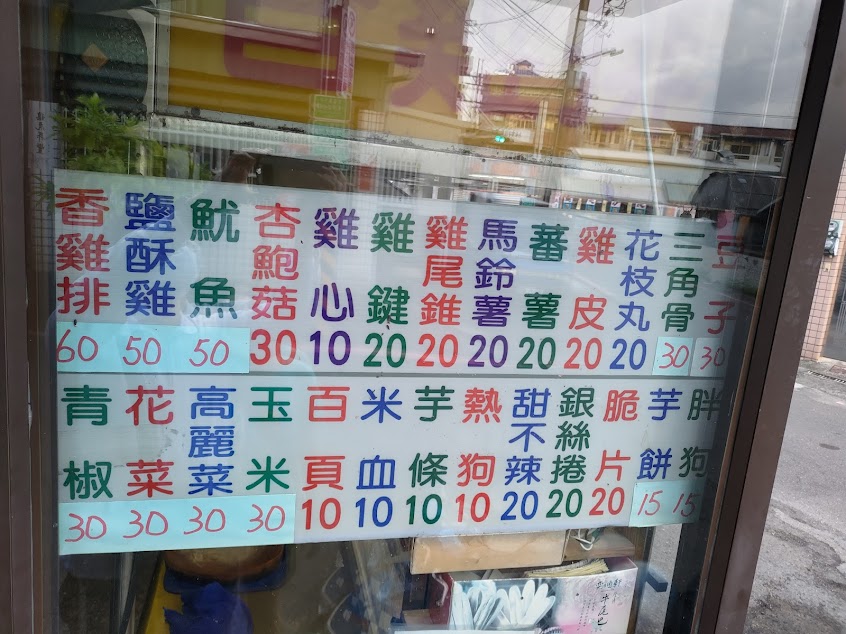 香雞排 60
鹽酥雞 50
魷魚 50
杏鮑菇 30
雞心 10
雞鍵 20
雞尾錐 20
馬鈴薯 20
蕃薯 20
雞皮 20
花枝丸 20
三角骨 30
豆子 30
青椒 30
花菜 30
高麗菜 30
玉米 30
百頁 10
米血 10
芋條 10
熱狗 10
甜不辣 20
銀絲捲 20
脆片 20
芋餅 15
胖狗 15